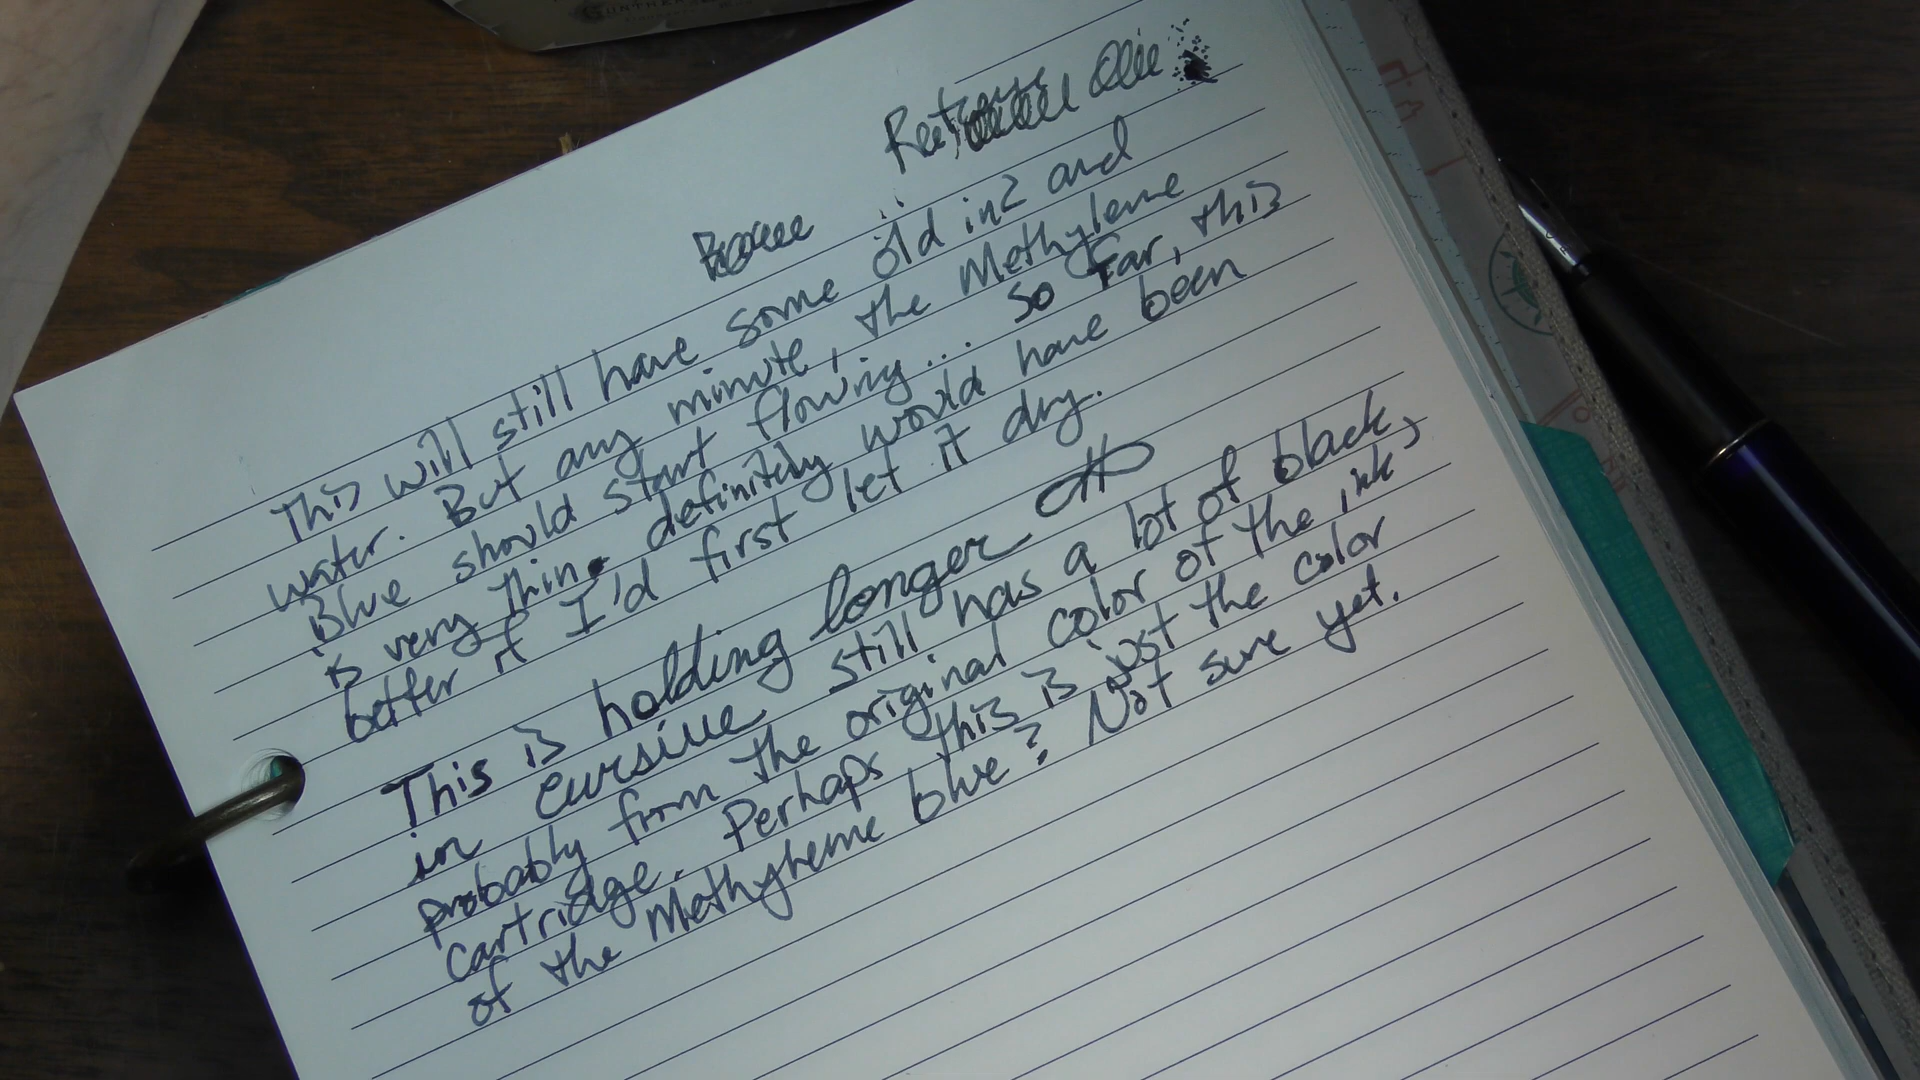 This will still have some old ink and
water. But any minute, the Methylene
Blue should start flowing... So far, this
is very thin. definitely would have been
better if I'd first let it dry.
This is holding longer
in cursive still has a lot of black,
probably from the original color of the ink
cartridge. Perhaps this is just the color
of the Methylheme blue? Not sure yet.